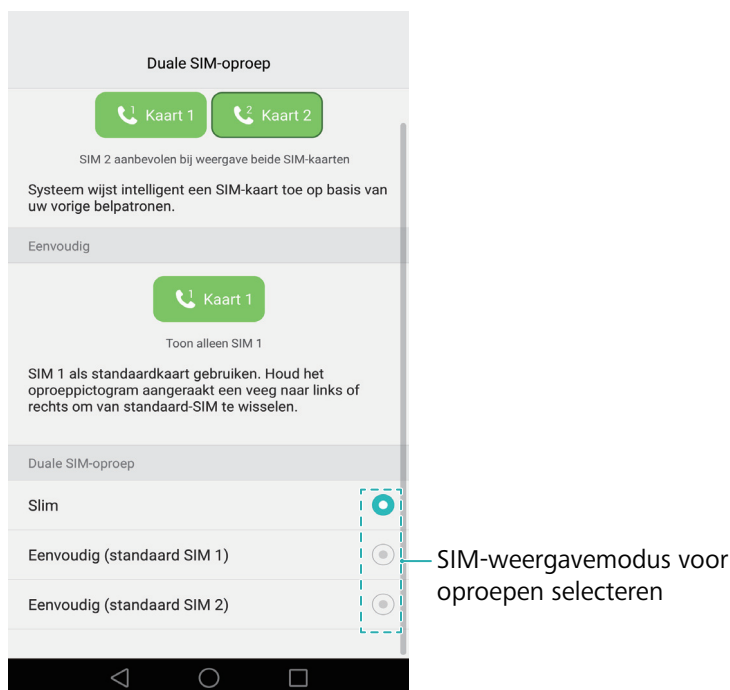 Duale SIM-oproep
1 Kaart 1
2 Kaart 2
SIM 2 aanbevolen bij weergave beide SIM-kaarten
Systeem wijst intelligent een SIM-kaart toe op basis van
uw vorige belpatronen.
Eenvoudig
1 Kaart 1
Toon alleen SIM 1
SIM 1 als standaardkaart gebruiken. Houd het
oproeppictogram aangeraakt een veeg naar links of
rechts om van standaard-SIM te wisselen.
Duale SIM-oproep
Slim
Eenvoudig (standaard SIM 1)
Eenvoudig (standaard SIM 2)
SIM-weergavemodus voor
oproepen selecteren